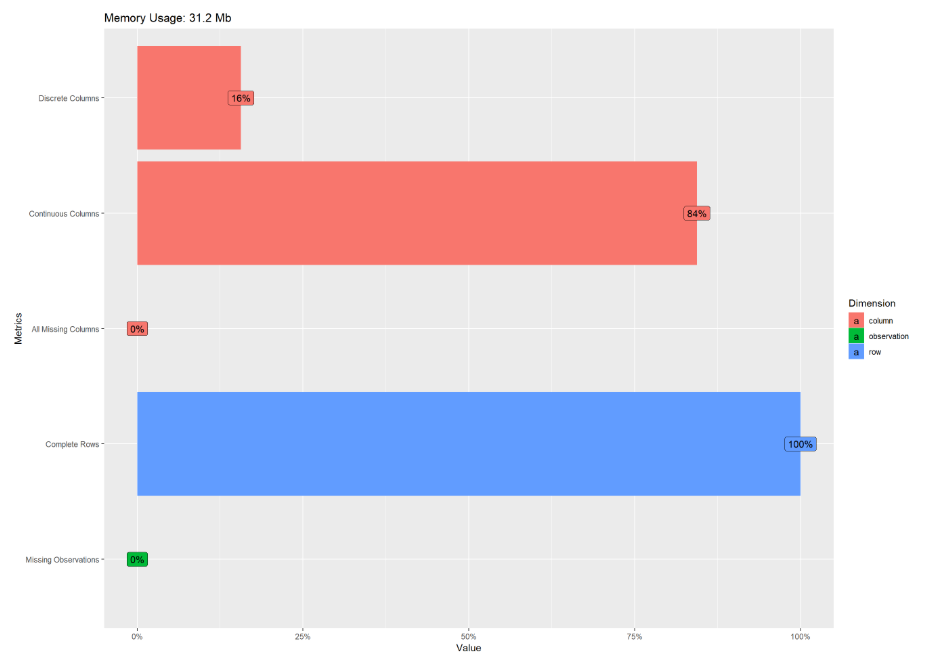 Memory Usage: 31.2 Mb
Discrete Columns
16%
Continuous Columns
84%
All Missing Columns
0%
Complete Rows
100%
Missing Observations
0%
Metrics
0%
25%
50%
75%
100%
Value
Dimension
a column
a observation
a row